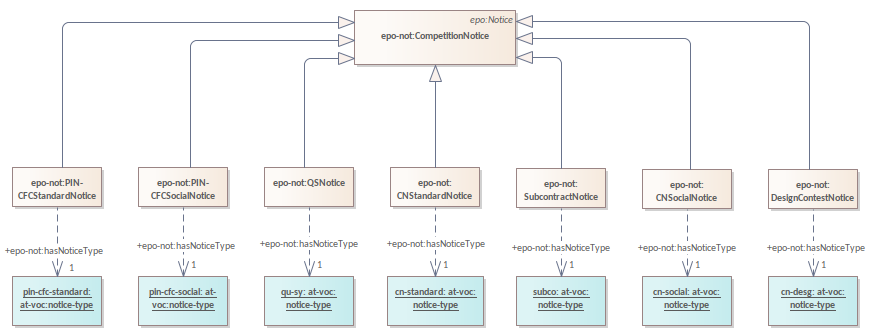 epo:Notice
epo-not:CompetitionNotice
epo-not:PIN-
CFCStandardNotice
epo-not:PIN-
CFCSocialNotice
epo-not:QSNotice
epo-not:
CNStandardNotice
epo-not:
SubcontractNotice
epo-not:
CNSocialNotice
epo-not:
DesignContestNotice
+epo-not:hasNoticeType
1
+epo-not:hasNoticeType
1
+epo-not:hasNoticeType
1
+epo-not:hasNoticeType
1
+epo-not:hasNoticeType
1
+epo-not:hasNoticeType
1
+epo-not:hasNoticeType
1
pin-cfc-standard:
at-voc:notice-type
pin-cfc-social: at-
voc:notice-type
qu-sy: at-voc:
notice-type
cn-standard: at-voc:
notice-type
subco: at-voc:
notice-type
cn-social: at-voc:
notice-type
cn-desg: at-voc:
notice-type